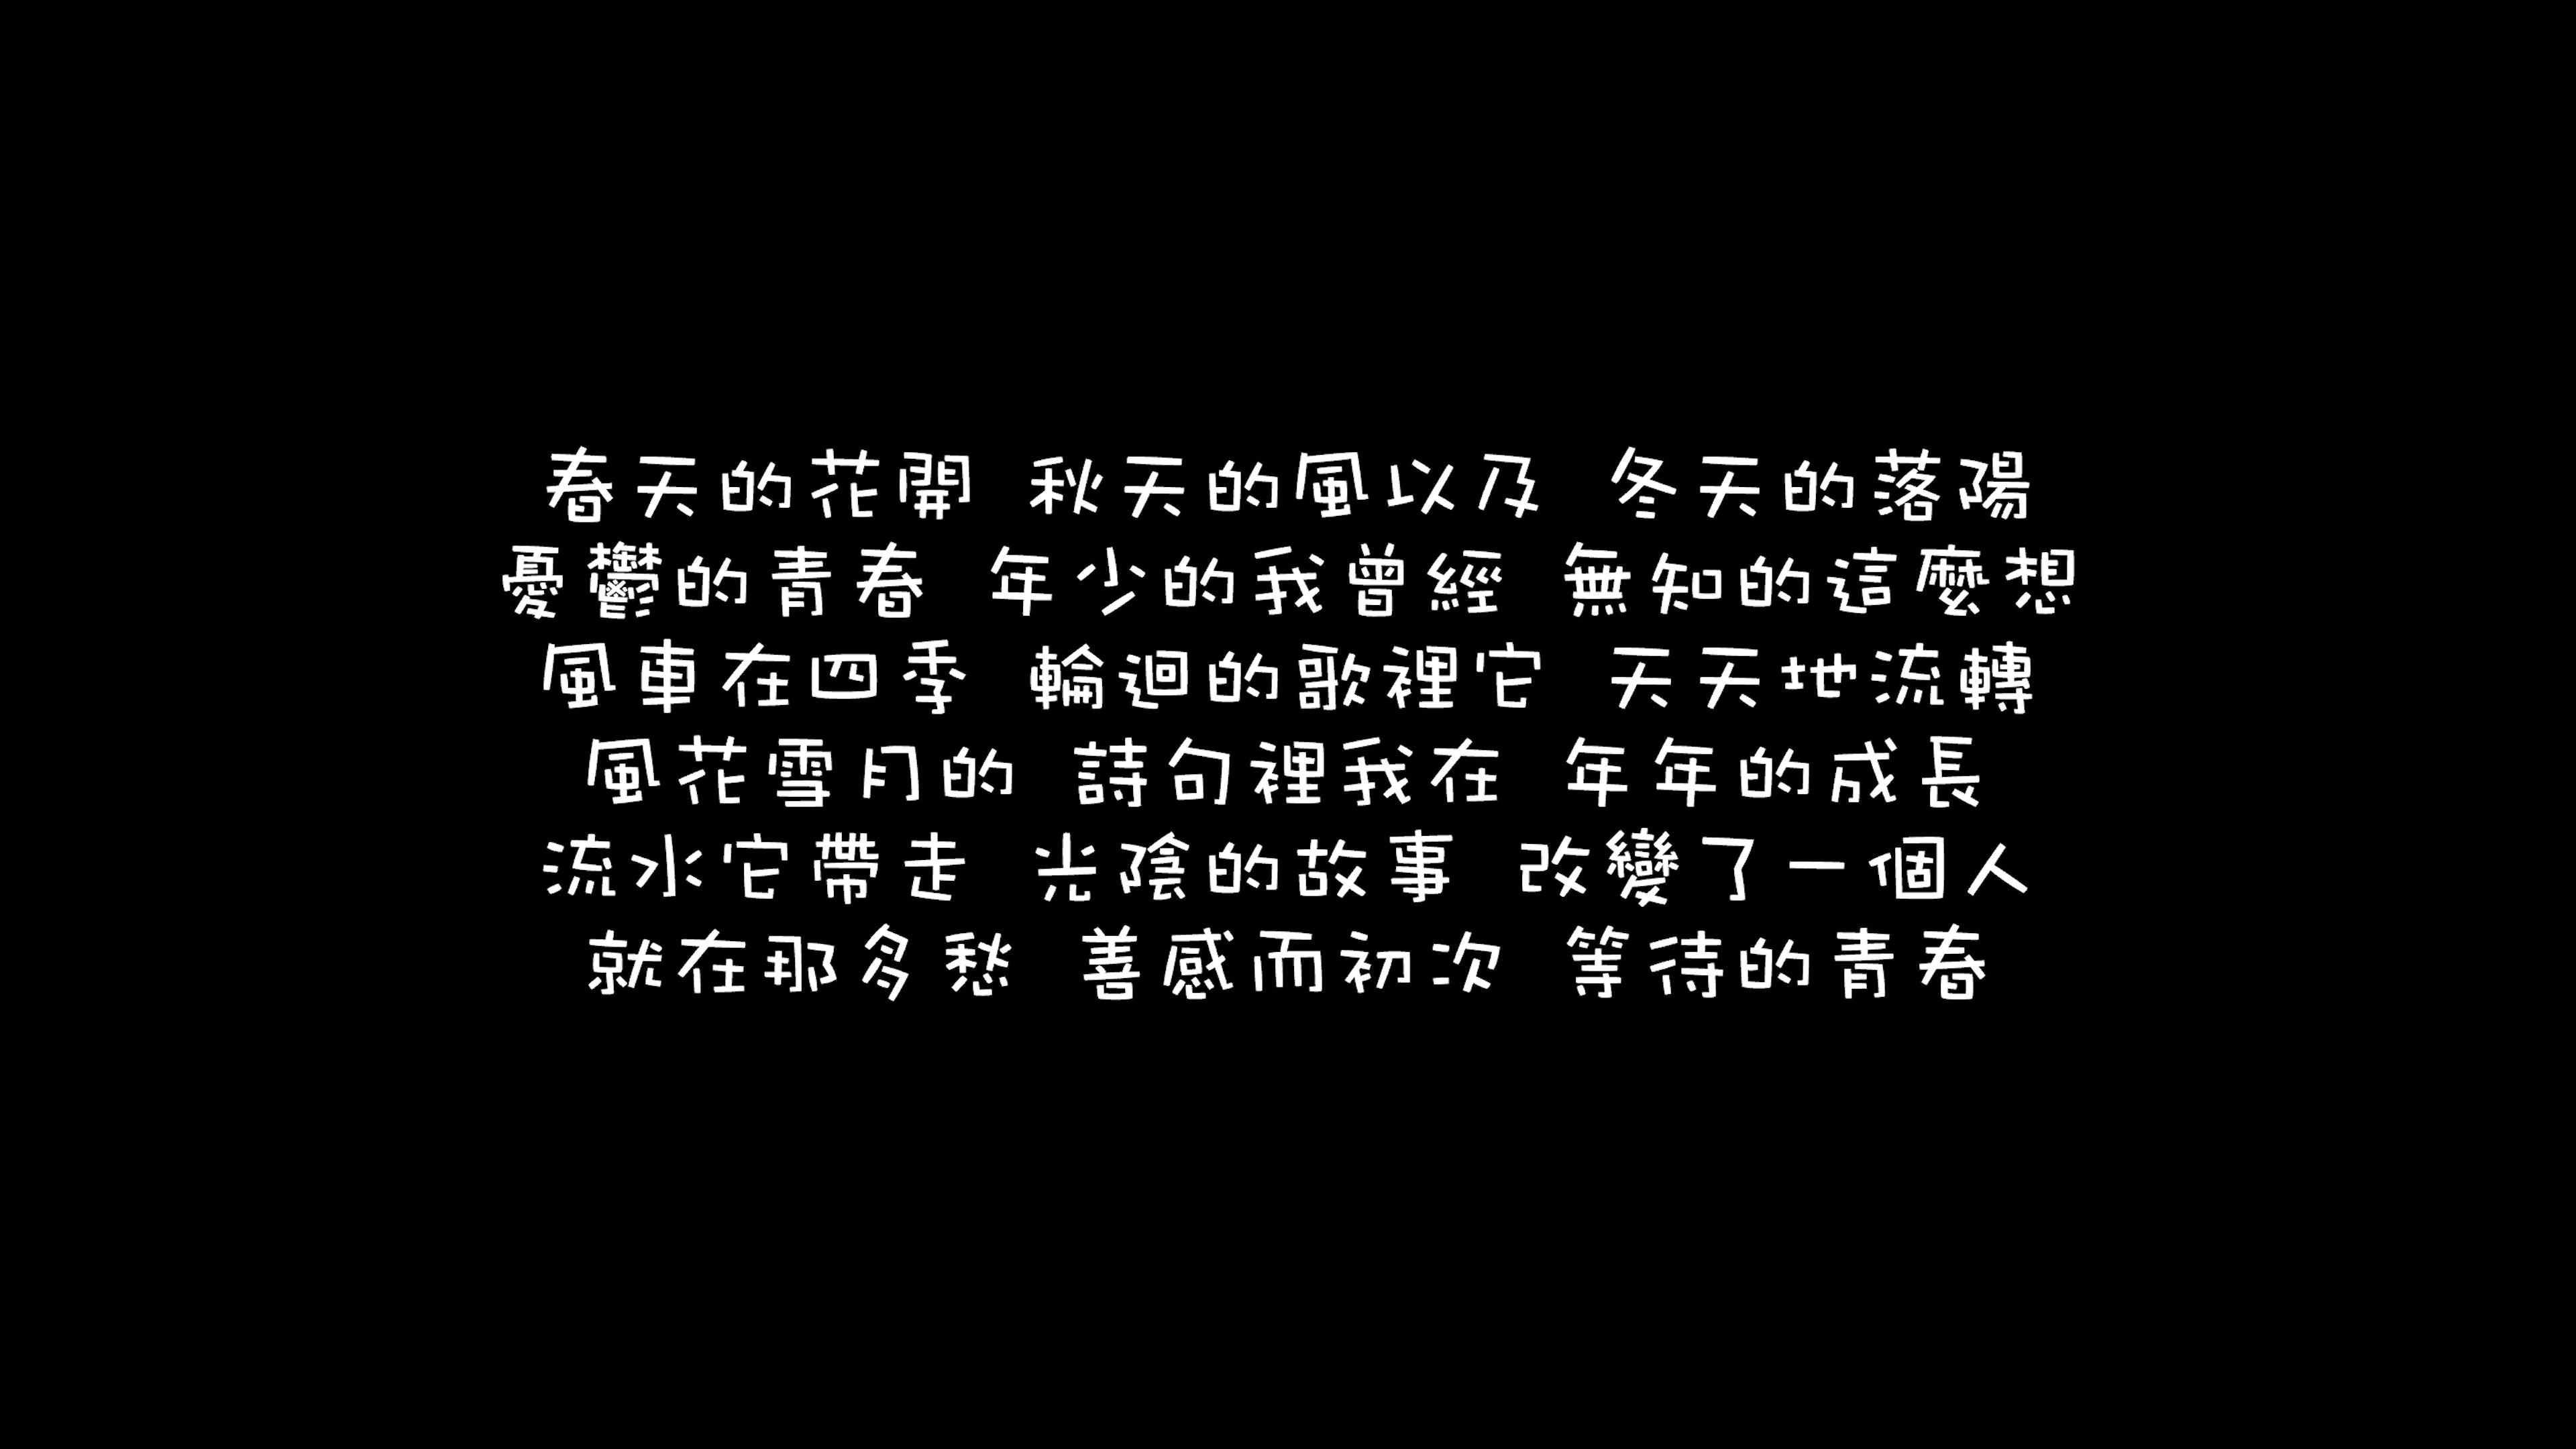 春天的花開 秋天的風以及 冬天的落陽
憂鬱的青春 年少的我曾經 無知的這麼想
風車在四季 輪迴的歌裡它 天天地流轉
風花雪月的 詩句裡我在 年年的成長
流水它帶走 光陰的故事 改變了一個人
就在那多愁 善感而初次 等待的青春